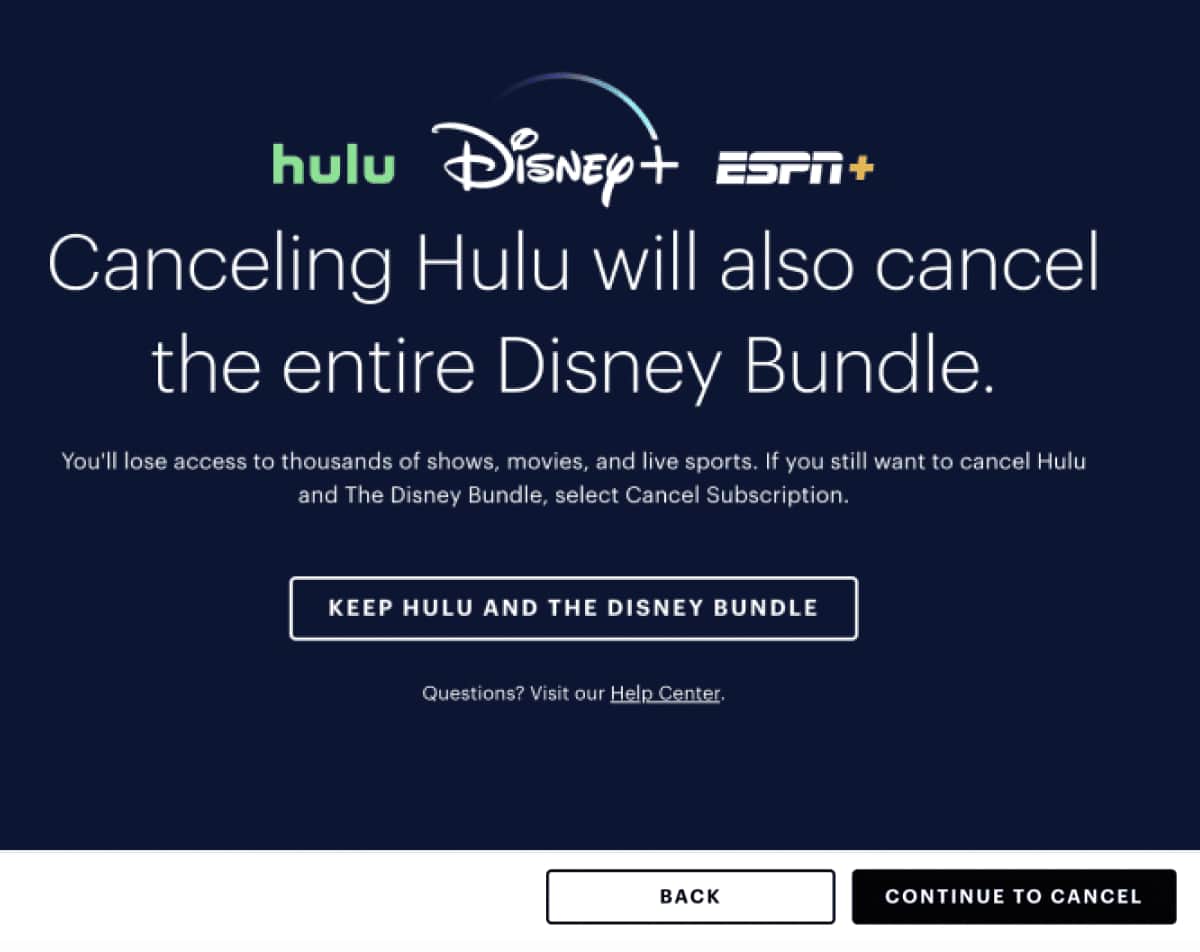 hulu Disney+ ESPN+
Canceling Hulu will also cancel
the entire Disney Bundle.
You'll lose access to thousands of shows, movies, and live sports. If you still want to cancel Hulu
and The Disney Bundle, select Cancel Subscription.
KEEP HULU AND THE DISNEY BUNDLE
Questions? Visit our Help Center.
BACK CONTINUE TO CANCEL